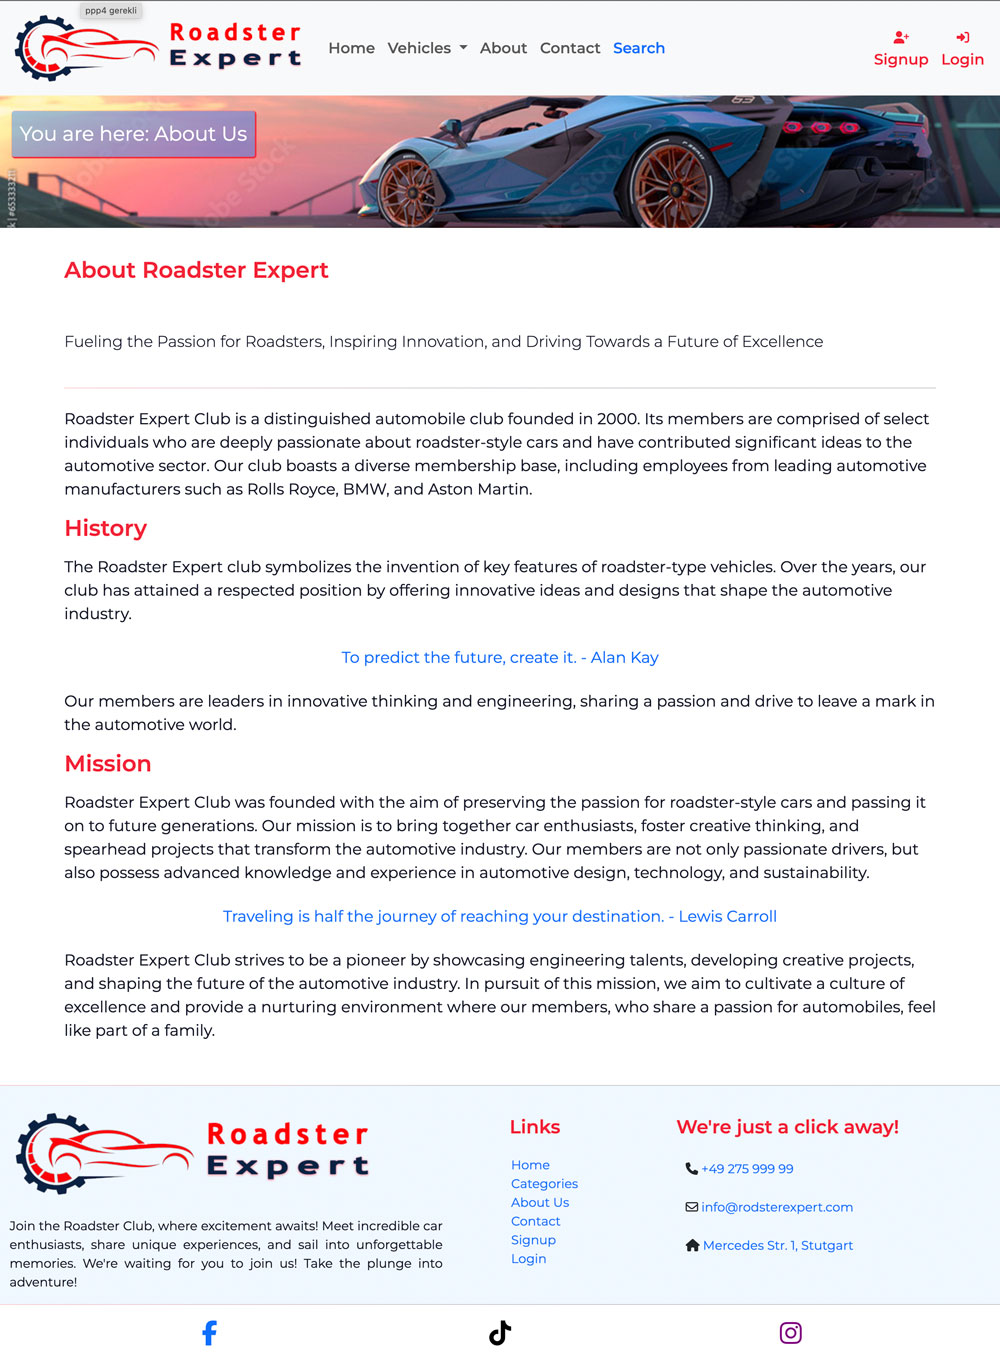 ppp4 gerekli
Roadster
Expert
Home Vehicles About Contact Search
Signup Login
63
You are here: About Us
Adobe Stock
About Roadster Expert
Fueling the Passion for Roadsters, Inspiring Innovation, and Driving Towards a Future of Excellence
Roadster Expert Club is a distinguished automobile club founded in 2000. Its members are comprised of select
individuals who are deeply passionate about roadster-style cars and have contributed significant ideas to the
automotive sector. Our club boasts a diverse membership base, including employees from leading automotive
manufacturers such as Rolls Royce, BMW, and Aston Martin.
History
The Roadster Expert club symbolizes the invention of key features of roadster-type vehicles. Over the years, our
club has attained a respected position by offering innovative ideas and designs that shape the automotive
industry.
To predict the future, create it. - Alan Kay
Our members are leaders in innovative thinking and engineering, sharing a passion and drive to leave a mark in
the automotive world.
Mission
Roadster Expert Club was founded with the aim of preserving the passion for roadster-style cars and passing it
on to future generations. Our mission is to bring together car enthusiasts, foster creative thinking, and
spearhead projects that transform the automotive industry. Our members are not only passionate drivers, but
also possess advanced knowledge and experience in automotive design, technology, and sustainability.
Traveling is half the journey of reaching your destination. - Lewis Carroll
Roadster Expert Club strives to be a pioneer by showcasing engineering talents, developing creative projects,
and shaping the future of the automotive industry. In pursuit of this mission, we aim to cultivate a culture of
excellence and provide a nurturing environment where our members, who share a passion for automobiles, feel
like part of a family.
Roadster
Expert
Join the Roadster Club, where excitement awaits! Meet incredible car
enthusiasts, share unique experiences, and sail into unforgettable
memories. We're waiting for you to join us! Take the plunge into
adventure!
Links
Home
Categories
About Us
Contact
Signup
Login
We're just a click away!
+49 275 999 99
info@rodsterexpert.com
Mercedes Str. 1, Stutgart